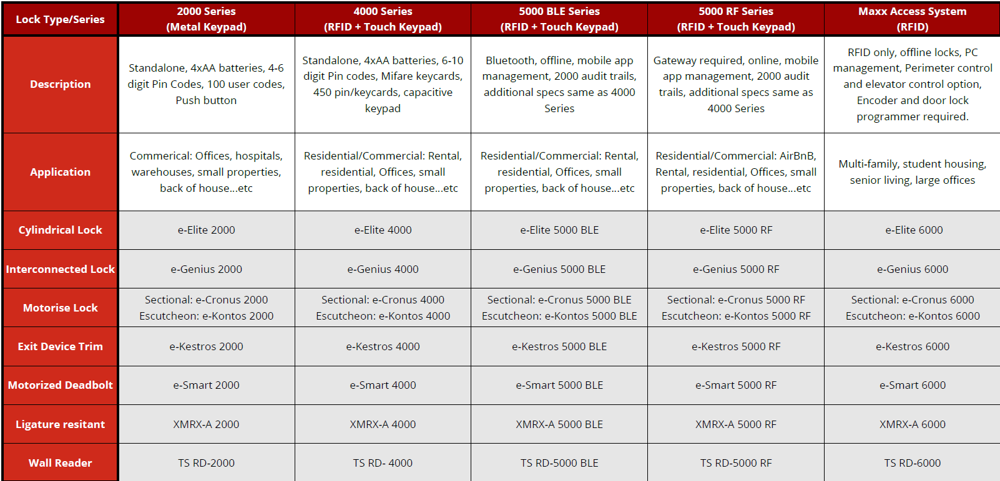 Lock Type/Series
2000 Series
(Metal Keypad)
4000 Series
(RFID + Touch Keypad)
5000 BLE Series
(RFID + Touch Keypad)
5000 RF Series
(RFID + Touch Keypad)
Maxx Access System
(RFID)
Description
Standalone, 4xAA batteries, 4-6
digit Pin Codes, 100 user codes,
Push button
Standalone, 4xAA batteries, 6-10
digit Pin codes, Mifare keycards,
450 pin/keycards, capacitive
keypad
Bluetooth, offline, mobile app
management, 2000 audit trails,
additional specs same as 4000
Series
Gateway required, online, mobile
app management, 2000 audit
trails, additional specs same as
4000 Series
RFID only, offline locks, PC
management, Perimeter control
and elevator control option,
Encoder and door lock
programmer required.
Application
Commerical: Offices, hospitals,
warehouses, small properties,
back of house...etc
Residential/Commercial: Rental,
residential, Offices, small
properties, back of house...etc
Residential/Commercial: Rental,
residential, Offices, small
properties, back of house...etc
Residential/Commercial: AirBnB,
Rental, residential, Offices, small
properties, back of house...etc
Multi-family, student housing,
senior living, large offices
Cylindrical Lock
e-Elite 2000
e-Elite 4000
e-Elite 5000 BLE
e-Elite 5000 RF
e-Elite 6000
Interconnected Lock
e-Genius 2000
e-Genius 4000
e-Genius 5000 BLE
e-Genius 5000 RF
e-Genius 6000
Motorise Lock
Sectional: e-Cronus 2000
Escutcheon: e-Kontos 2000
Sectional: e-Cronus 4000
Escutcheon: e-Kontos 4000
Sectional: e-Cronus 5000 BLE
Escutcheon: e-Kontos 5000 BLE
Sectional: e-Cronus 5000 RF
Escutcheon: e-Kontos 5000 RF
Sectional: e-Cronus 6000
Escutcheon: e-Kontos 6000
Exit Device Trim
e-Kestros 2000
e-Kestros 4000
e-Kestros 5000 BLE
e-Kestros 5000 RF
e-Kestros 6000
Motorized Deadbolt
e-Smart 2000
e-Smart 4000
e-Smart 5000 BLE
e-Smart 5000 RF
e-Smart 6000
Ligature resitant
XMRX-A 2000
XMRX-A 4000
XMRX-A 5000 BLE
XMRX-A 5000 RF
XMRX-A 6000
Wall Reader
TS RD-2000
TS RD- 4000
TS RD-5000 BLE
TS RD-5000 RF
TS RD-6000